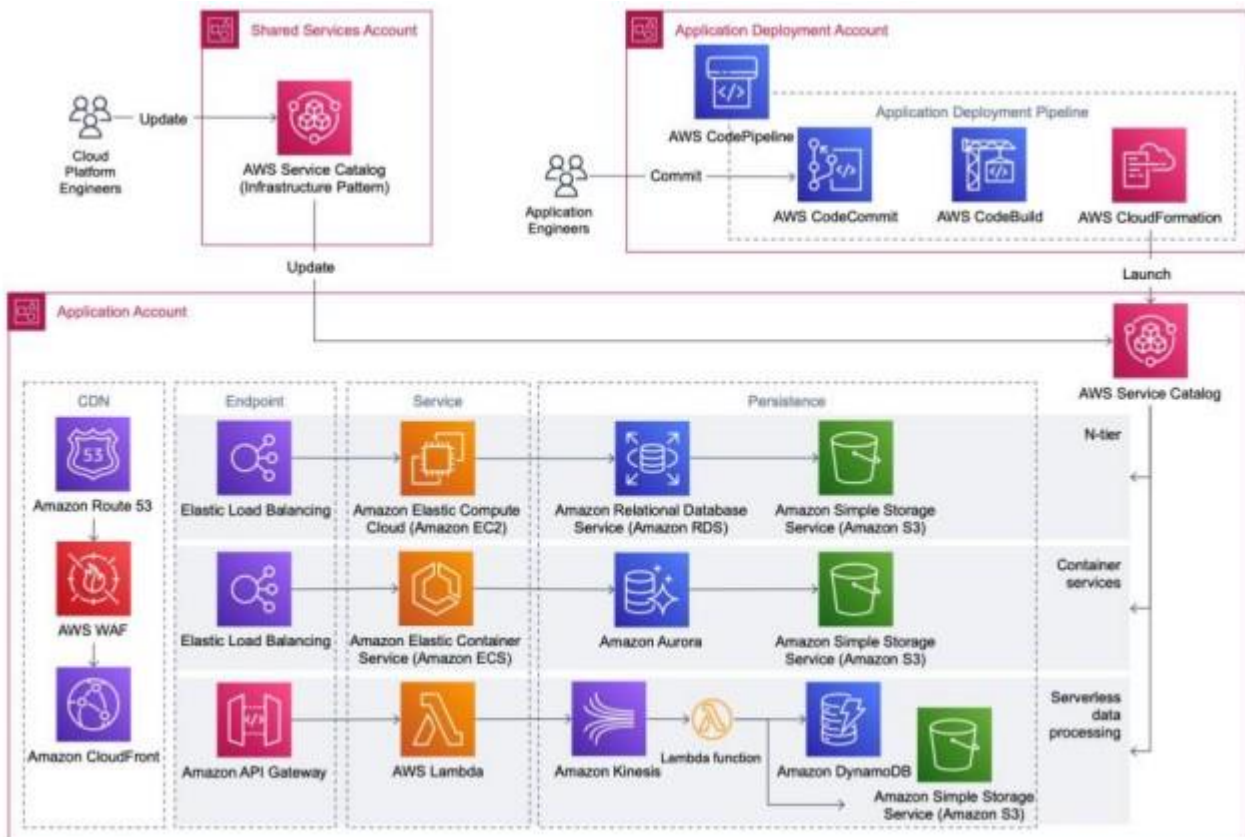 Shared Services Account
Update
Cloud
Platform
Engineers
AWS Service Catalog
(Infrastructure Pattern)
Application Deployment Account
AWS CodePipeline
Application Deployment Pipeline
Application
Engineers
Commit
AWS CodeCommit
AWS CodeBuild
AWS CloudFormation
Update
Launch
Application Account
AWS Service Catalog
CDN
Endpoint
Service
Persistence
53
Amazon Route 53
AWS WAF
Amazon CloudFront
N-tier
Elastic Load Balancing
Amazon Elastic Compute
Cloud (Amazon EC2)
Amazon Relational Database
Service (Amazon RDS)
Amazon Simple Storage
Service (Amazon S3)
Container
services
Elastic Load Balancing
Amazon Elastic Container
Service (Amazon ECS)
Amazon Aurora
Amazon Simple Storage
Service (Amazon S3)
Serverless
data
processing
Amazon API Gateway
AWS Lambda
Amazon Kinesis
Lambda function
Amazon DynamoDB
Amazon Simple Storage
Service (Amazon S3)